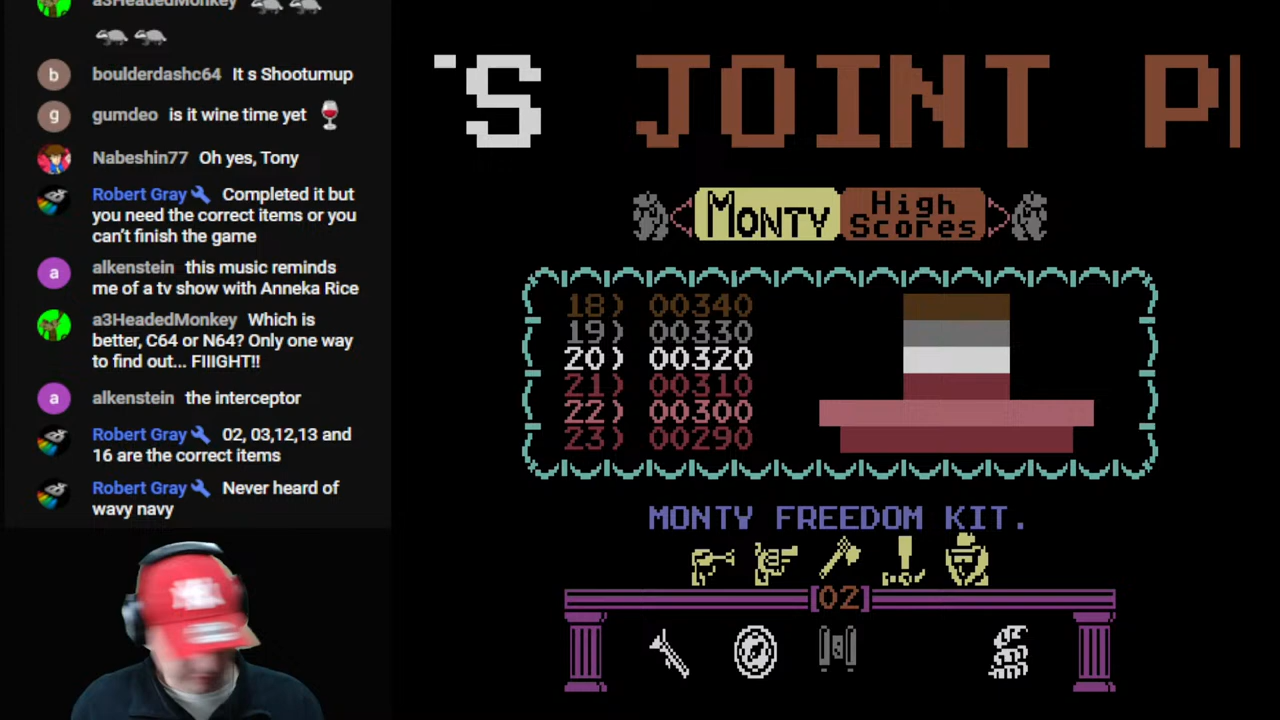 a3HeadedMonkey
boulderdashc64 It s Shootumup
gumdeo is it wine time yet
Nabeshin77 Oh yes, Tony
Robert Gray Completed it but
you need the correct items or you
can't finish the game
alkenstein this music reminds
me of a tv show with Anneka Rice
a3HeadedMonkey Which is
better, C64 or N64? Only one way
to find out... FIIIGHT!!
alkenstein the interceptor
Robert Gray 02, 03,12,13 and
16 are the correct items
Robert Gray Never heard of
wavy navy
'S JOINT P
MONTY High
Scores
18) 00340
19) 00330
20) 00320
21) 00310
22) 00300
23) 00290
MONTY FREEDOM KIT.
[02]